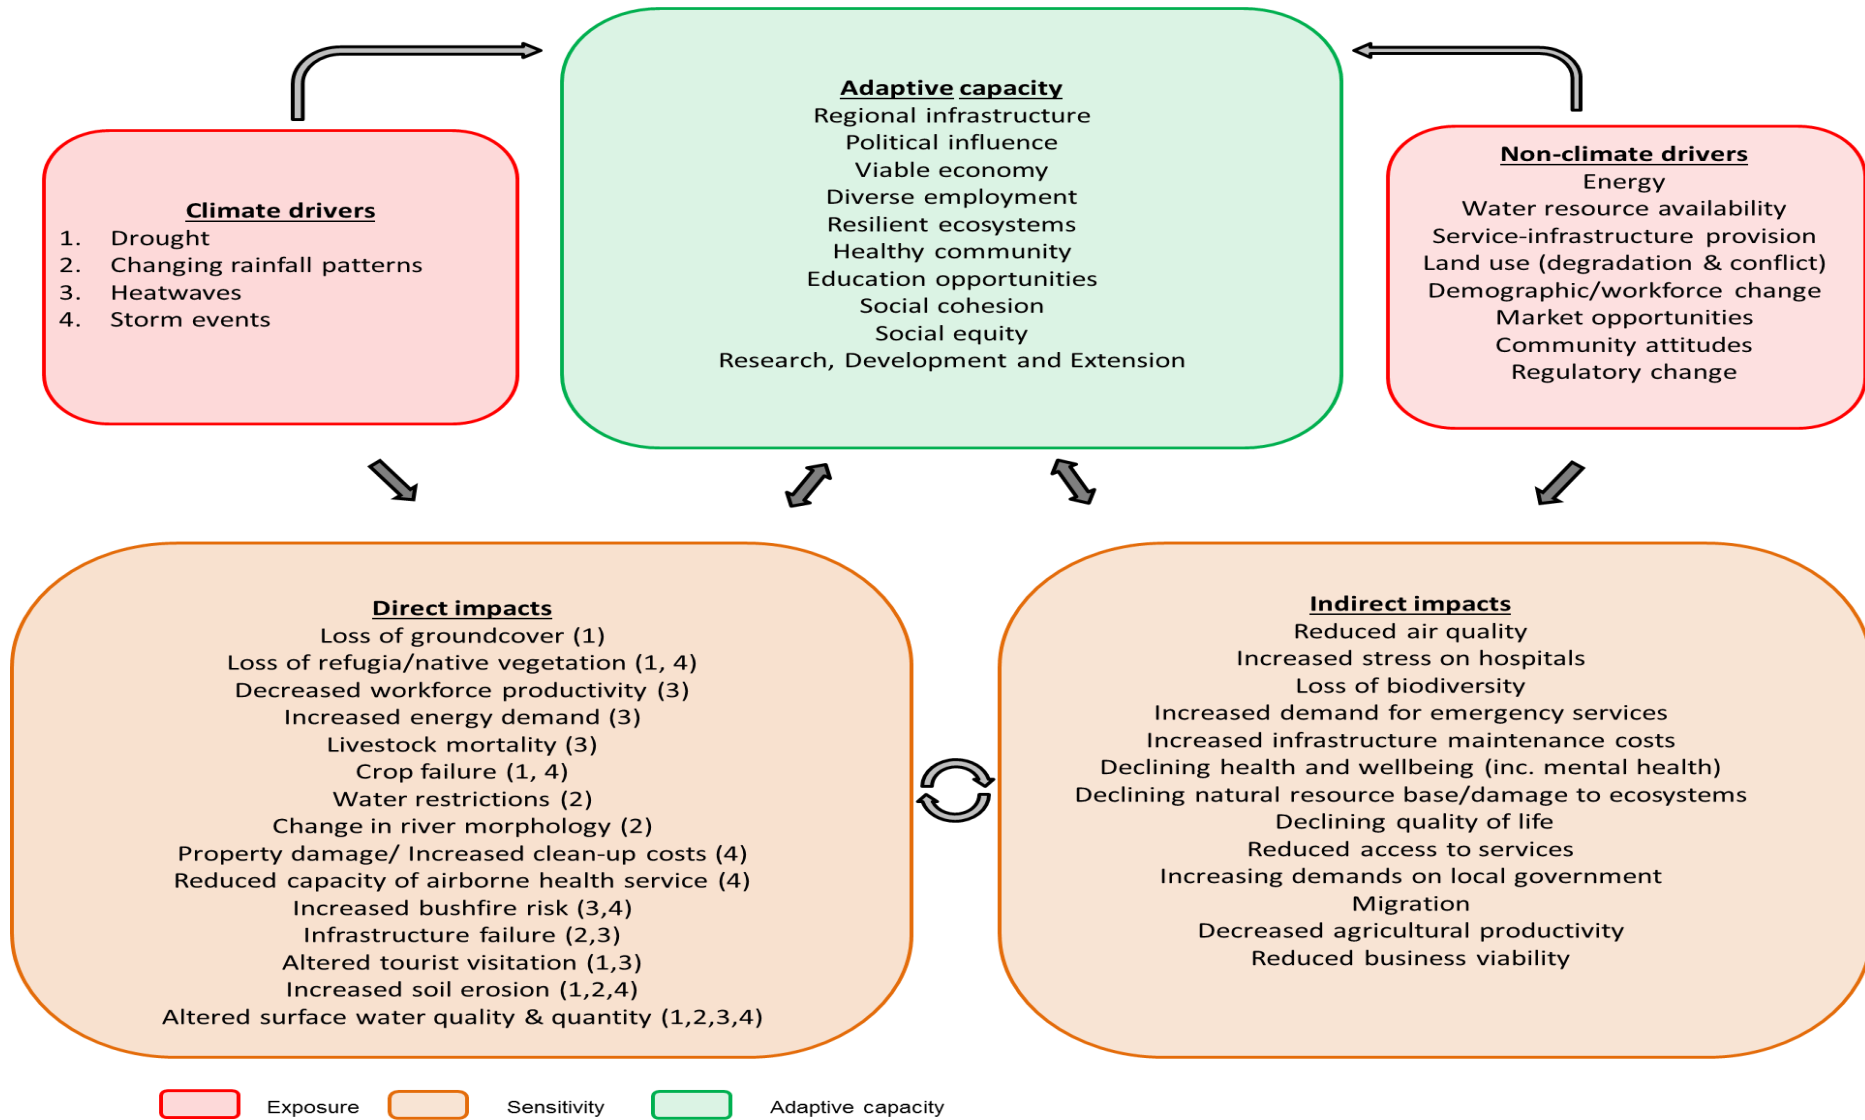 Adaptive capacity
Regional infrastructure
Political influence
Viable economy
Diverse employment
Resilient ecosystems
Healthy community
Education opportunities
Social cohesion
Social equity
Research, Development and Extension
Climate drivers
1. Drought
2. Changing rainfall patterns
3. Heatwaves
4. Storm events
Non-climate drivers
Energy
Water resource availability
Service-infrastructure provision
Land use (degradation & conflict)
Demographic/workforce change
Market opportunities
Community attitudes
Regulatory change
Direct impacts
Loss of groundcover (1)
Loss of refugia/native vegetation (1, 4)
Decreased workforce productivity (3)
Increased energy demand (3)
Livestock mortality (3)
Crop failure (1, 4)
Water restrictions (2)
Change in river morphology (2)
Property damage/ Increased clean-up costs (4)
Reduced capacity of airborne health service (4)
Increased bushfire risk (3,4)
Infrastructure failure (2,3)
Altered tourist visitation (1,3)
Increased soil erosion (1,2,4)
Altered surface water quality & quantity (1,2,3,4)
Indirect impacts
Reduced air quality
Increased stress on hospitals
Loss of biodiversity
Increased demand for emergency services
Increased infrastructure maintenance costs
Declining health and wellbeing (inc. mental health)
Declining natural resource base/damage to ecosystems
Declining quality of life
Reduced access to services
Increasing demands on local government
Migration
Decreased agricultural productivity
Reduced business viability
Exposure
Sensitivity
Adaptive capacity